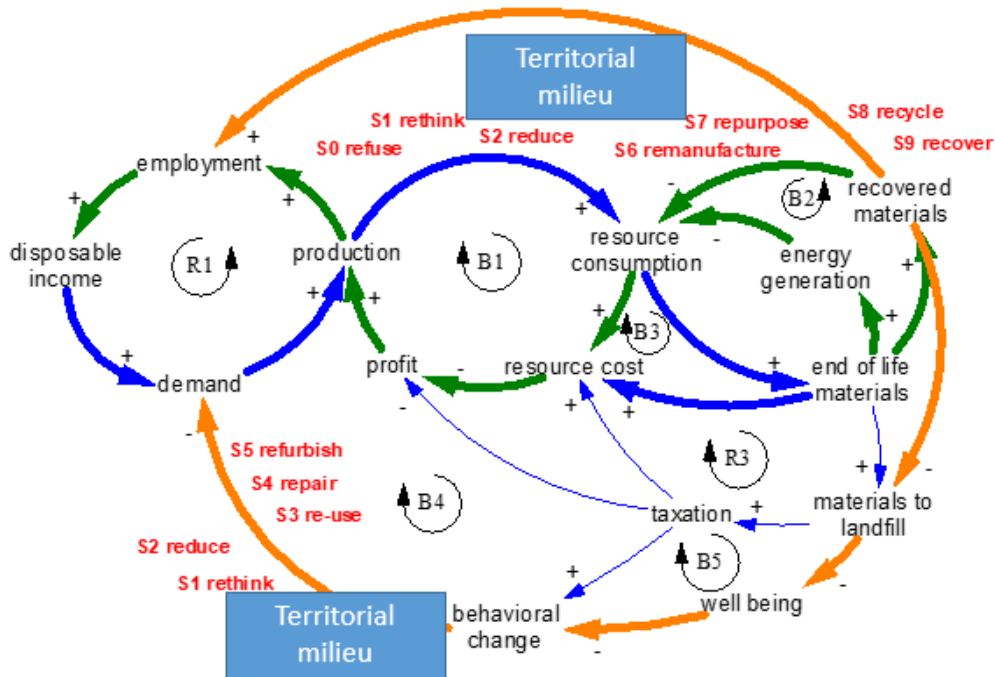 Territorial
milieu
S1 rethink
S2 reduce
S0 refuse
S7 repurpose
S6 remanufacture
S8 recycle
S9 recover
+
employment
+
+
+
-
B2
recovered
materials
disposable
income
R1
production
B1
resource
consumption
-
energy
generation
+
+
+
+
B3
+
+
demand
profit
-
resource cost
+
end of life
materials
-
-
+
+
S5 refurbish
S4 repair
S3 re-use
B4
R3
+
-
materials to
landfill
taxation
+
S2 reduce
S1 rethink
B5
+
-
well being
Territorial
milieu
behavioral
change
-